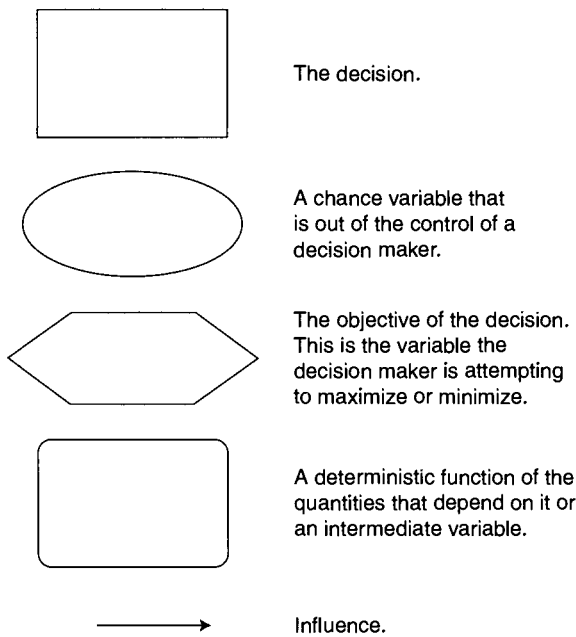 The decision.
A chance variable that
is out of the control of a
decision maker.
The objective of the decision.
This is the variable the
decision maker is attempting
to maximize or minimize.
A deterministic function of the
quantities that depend on it or
an intermediate variable.
Influence.